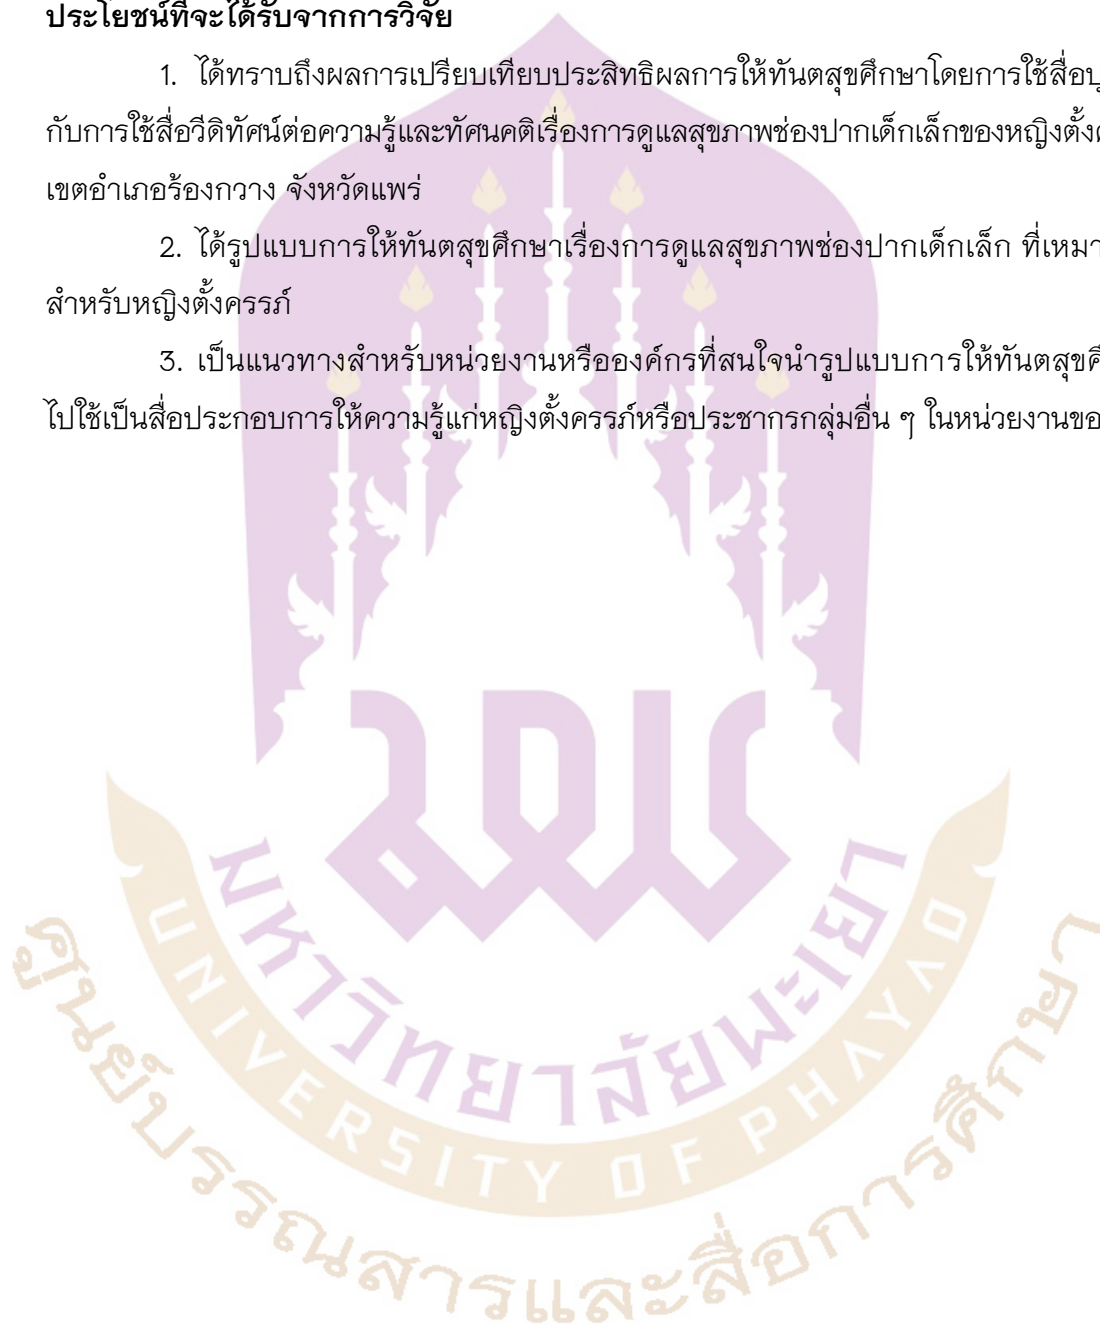 ประโยชน์ที่จะได้รับจากการวิจัย
1. ได้ทราบถึงผลการเปรียบเทียบประสิทธิผลการให้ทันตสุขศึกษาโดยการใช้สื่อ
กับการใช้สื่อวีดิทัศน์ต่อความรู้และทัศนคติเรื่องการดูแลสุขภาพช่องปากเด็กเล็กของหญิงตั้ง
เขตอำเภอร้องกวาง จังหวัดแพร่
2. ได้รูปแบบการให้ทันตสุขศึกษาเรื่องการดูแลสุขภาพช่องปากเด็กเล็ก ที่เหมา
สำหรับหญิงตั้งครรภ์
3. เป็นแนวทางสำหรับหน่วยงานหรือองค์กรที่สนใจนำรูปแบบการให้ทันตสุขศึ
ไปใช้เป็นสื่อประกอบการให้ความรู้แก่หญิงตั้งครรภ์หรือประชากรกลุ่มอื่น ๆ ในหน่วยงานขอ
มพ
มหาวิทยาลัยพะเยา
UNIVERSITY OF PHAYAO
ศูนย์บรรณสารและสื่อการศึกษา